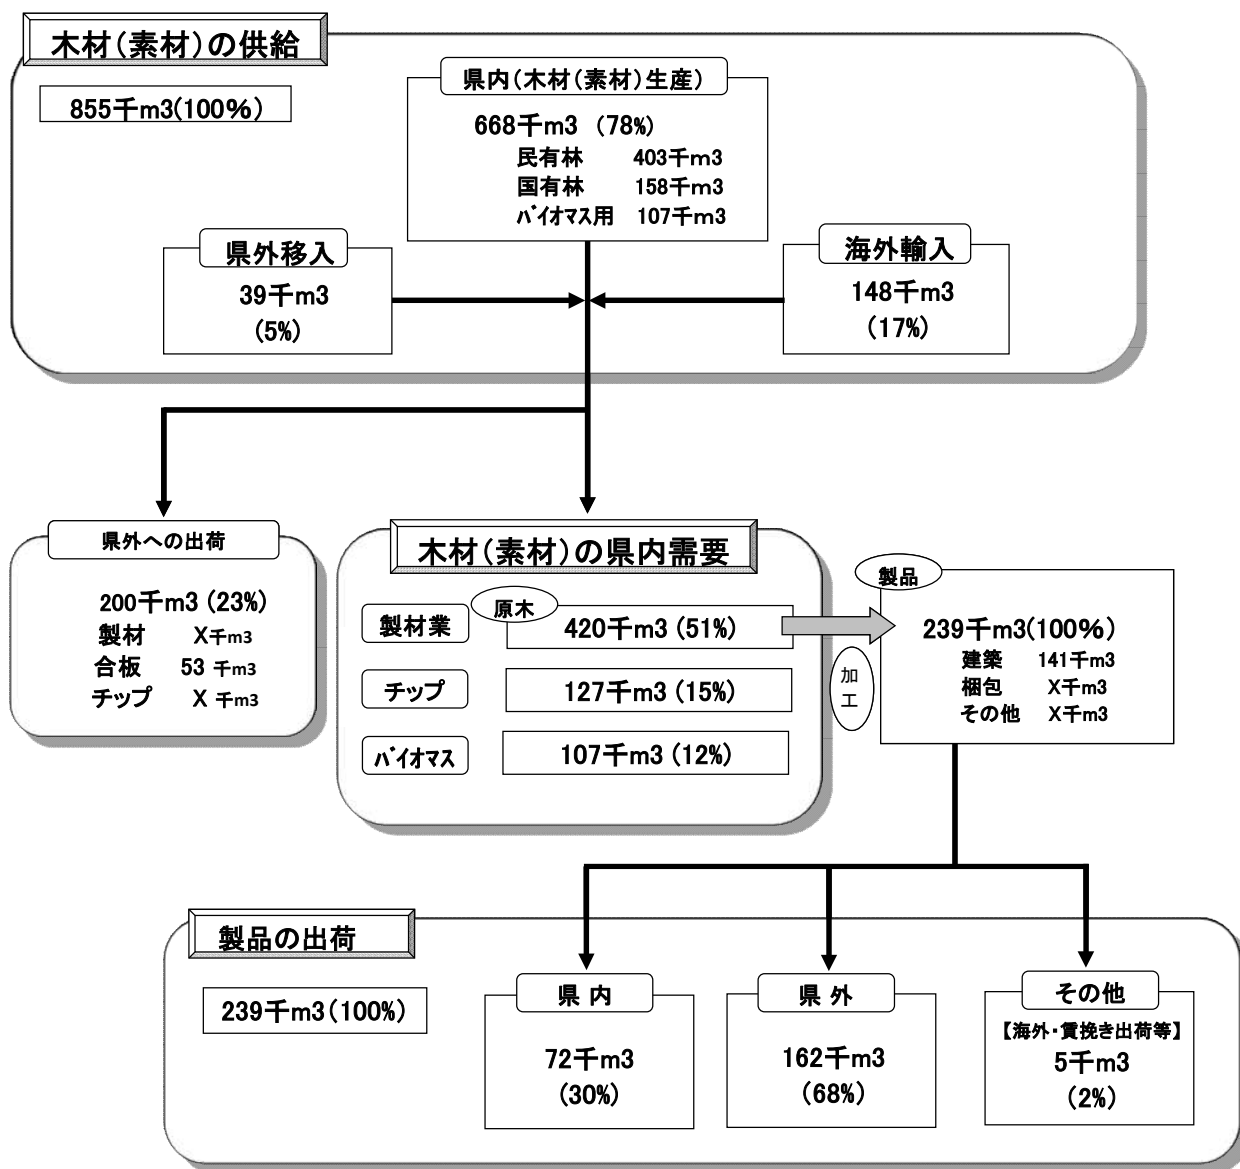 木材(素材)の供給
855千m3(100%)
県内(木材(素材)生産)
668千m3 (78%)
民有林 403千m3
国有林 158千m3
バイオマス用 107千m3
県外移入
39千m3
(5%)
海外輸入
148千m3
(17%)
県外への出荷
200千m3 (23%)
製材 X千m3
合板 53 千m3
チップ X 千m3
木材(素材)の県内需要
原木
製材業 420千m3 (51%)
チップ 127千m3 (15%)
バイオマス 107千m3 (12%)
加
工
製品
239千m3(100%)
建築 141千m3
梱包 X千m3
その他 X千m3
製品の出荷
239千m3(100%)
県 内
72千m3
(30%)
県 外
162千m3
(68%)
その他
【海外・賃挽き出荷等】
5千m3
(2%)